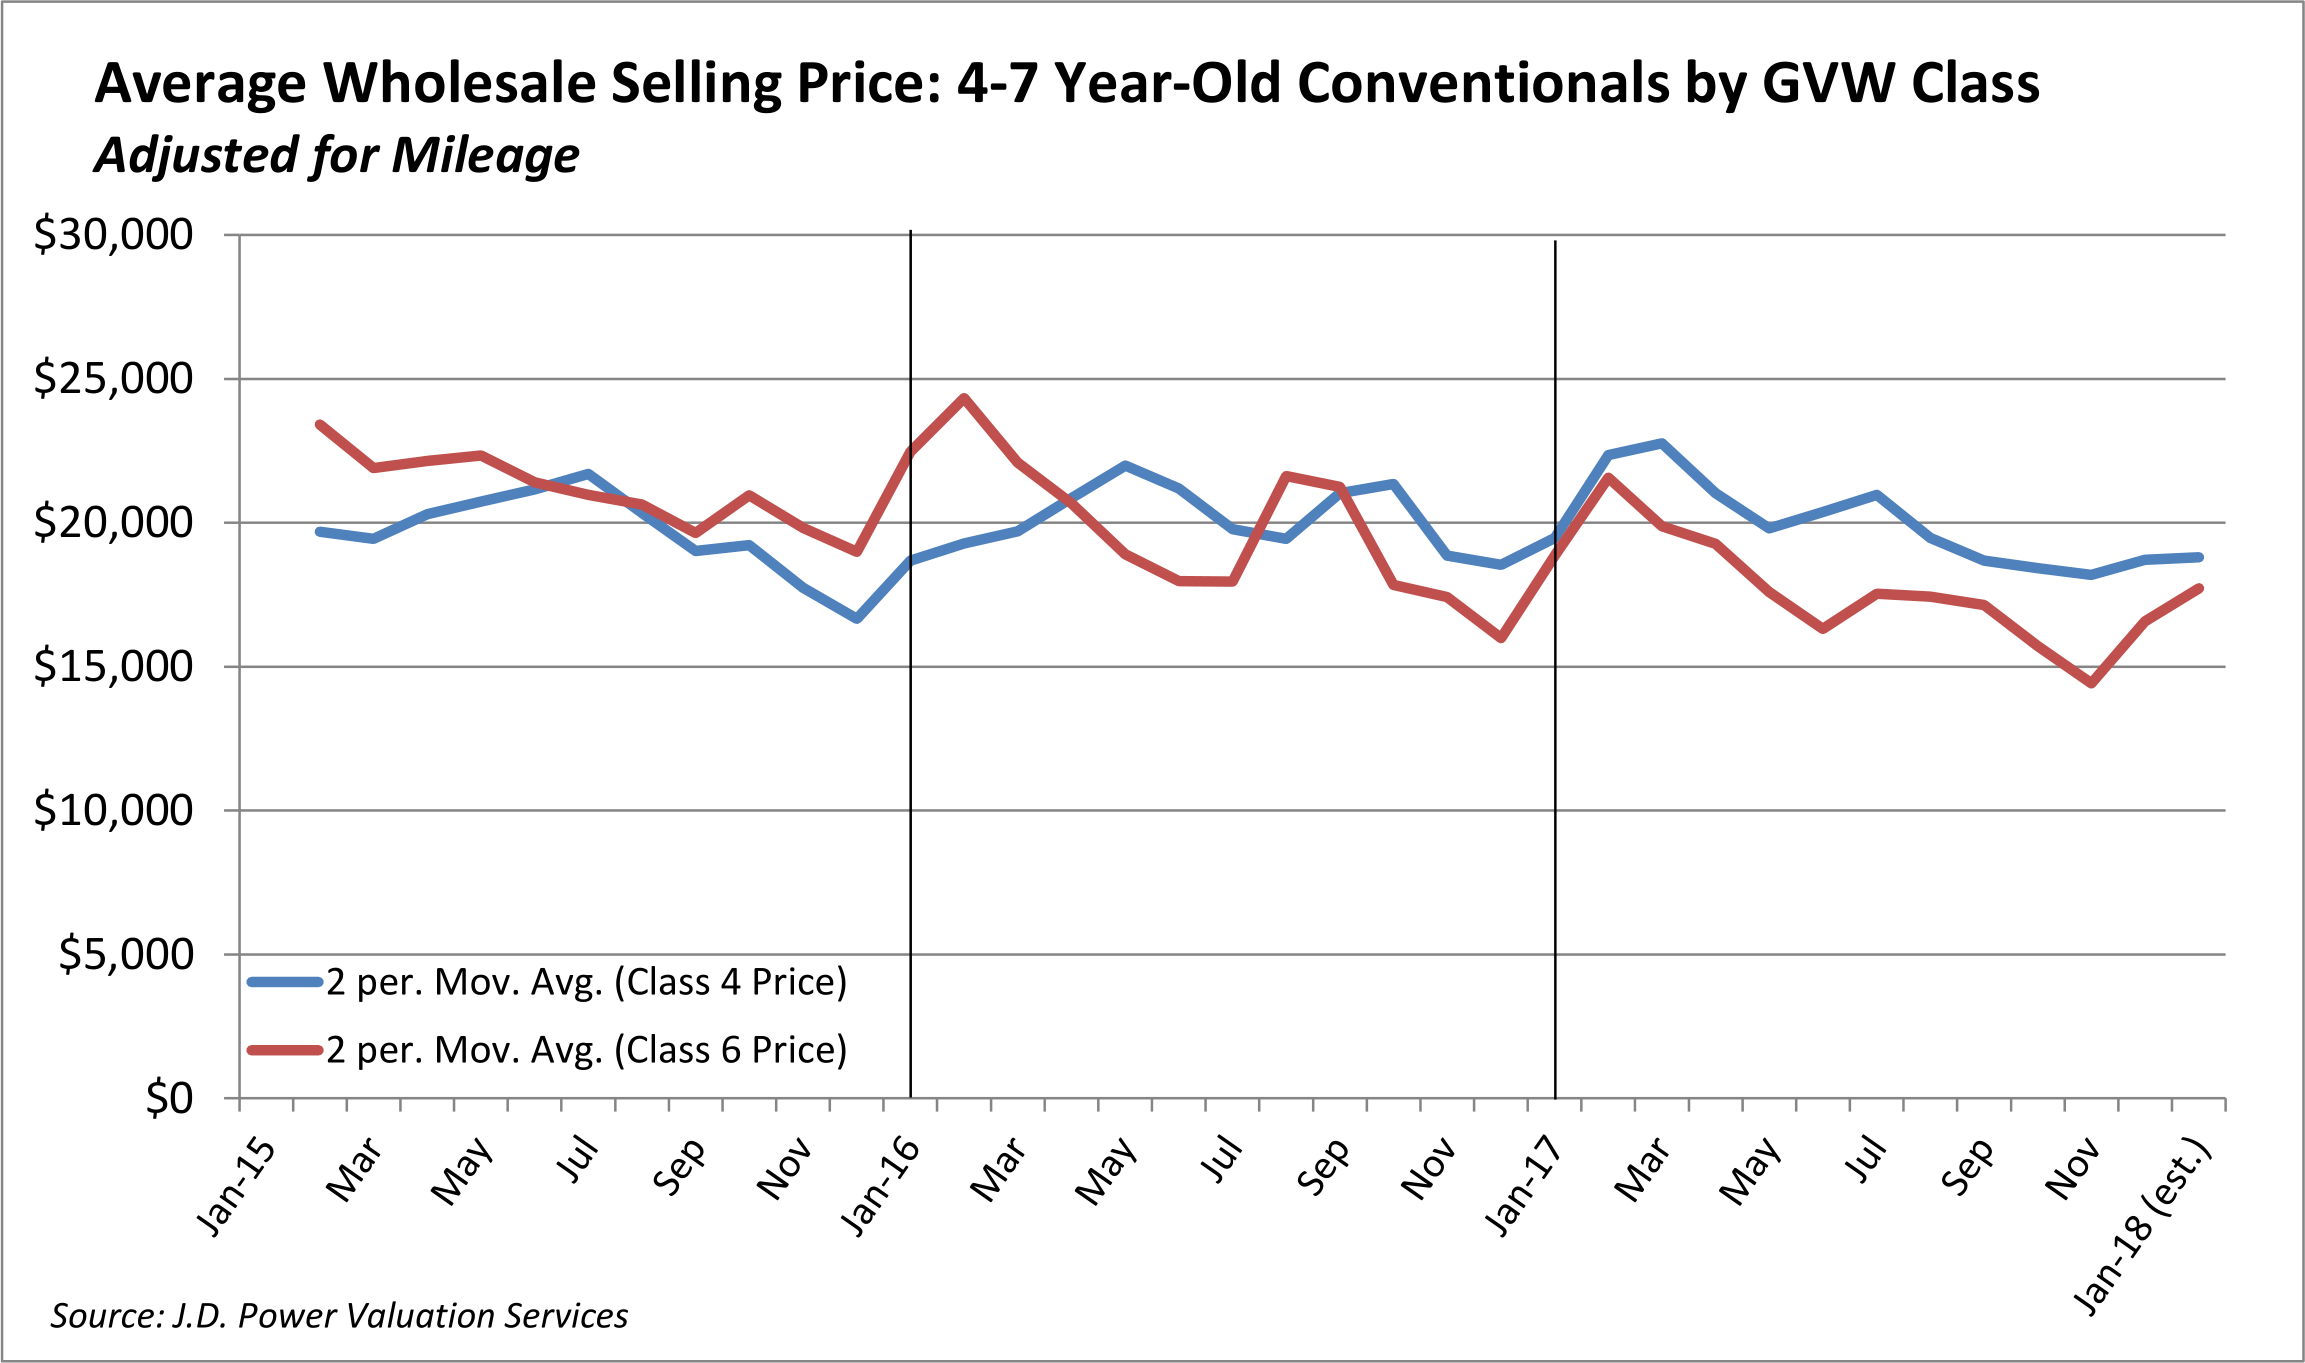 Average Wholesale Selling Price: 4-7 Year-Old Conventionals by GVW Class
Adjusted for Mileage
$30,000
$25,000
$20,000
$15,000
$10,000
$5,000
$0
2 per. Mov. Avg. (Class 4 Price)
2 per. Mov. Avg. (Class 6 Price)
Jan-15
Mar
May
Jul
Sep
Nov
Jan-16
Mar
May
Jul
Sep
Nov
Jan-17
Mar
May
Jul
Sep
Nov
Jan-18 (est.)
Source: J.D. Power Valuation Services